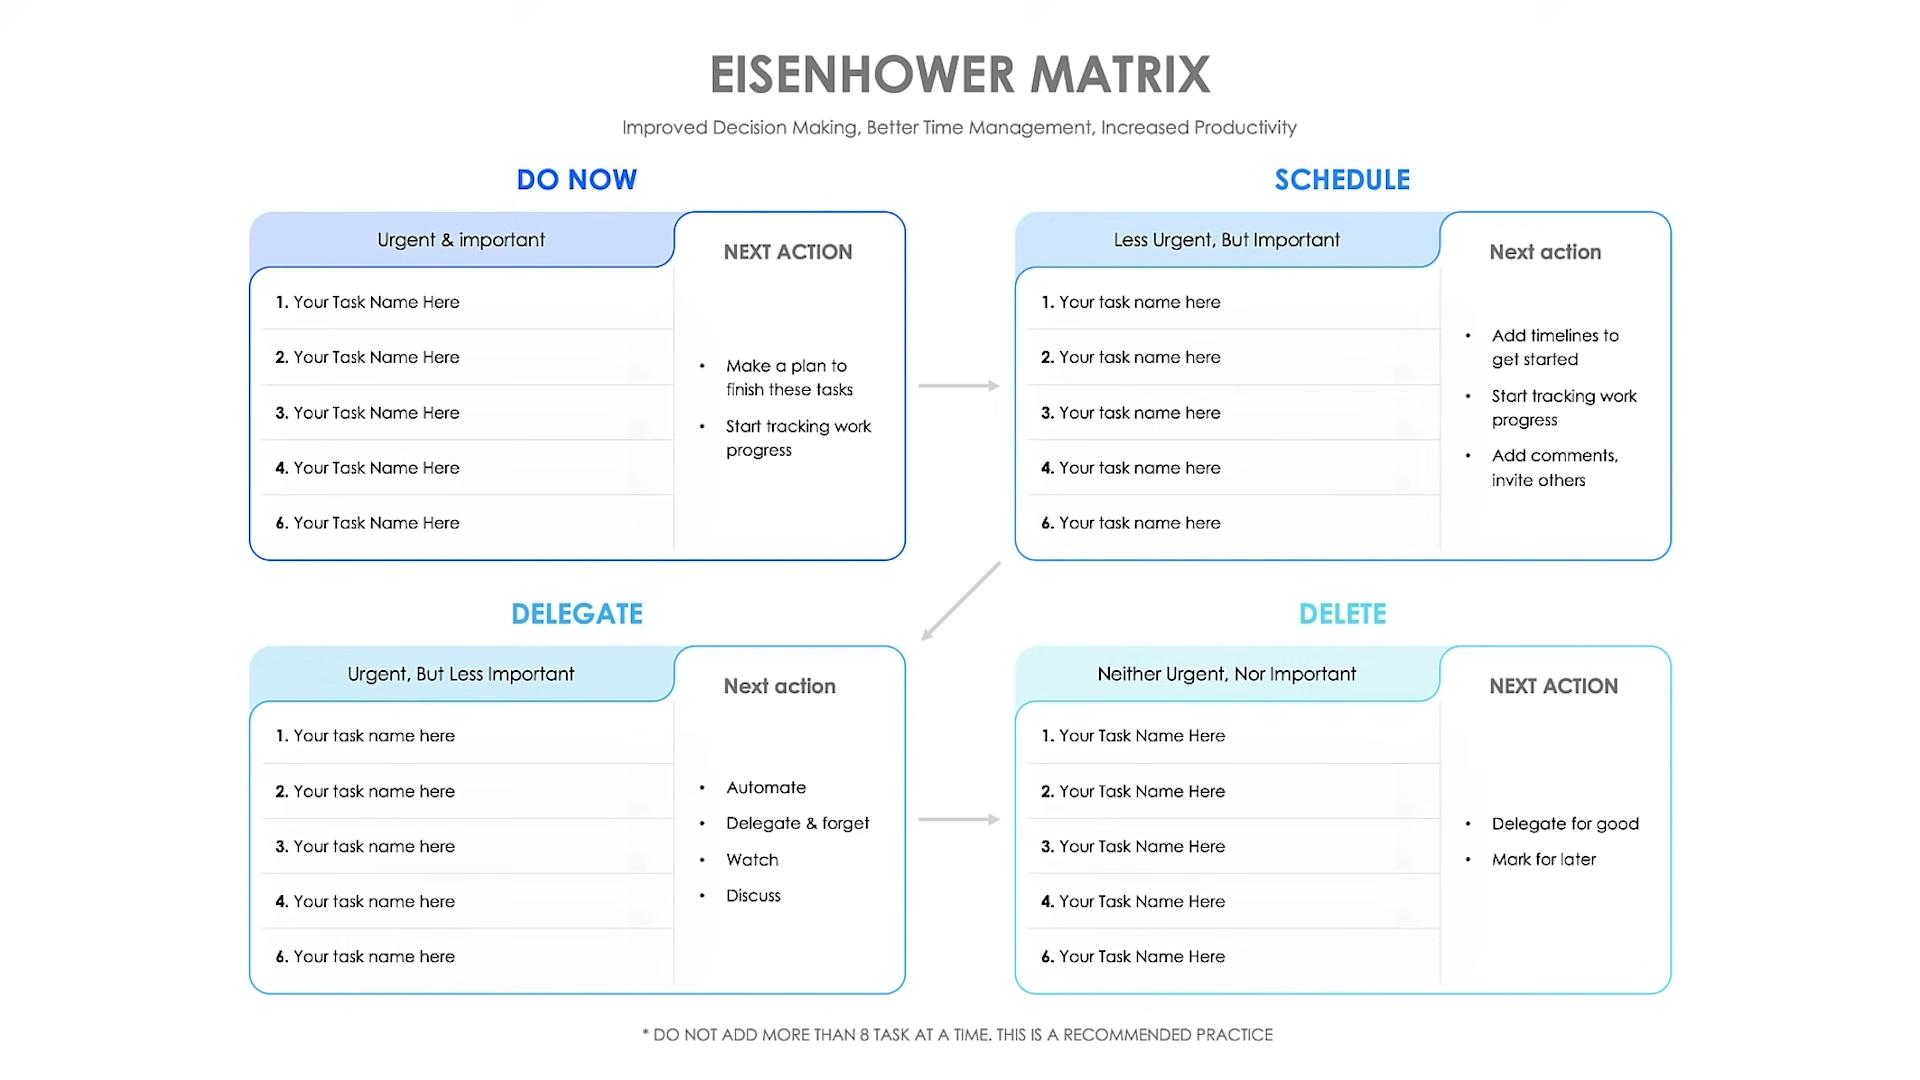 EISENHOWER MATRIX
Improved Decision Making, Better Time Management, Increased Productivity
DO NOW
Urgent & important
1. Your Task Name Here
2. Your Task Name Here
3. Your Task Name Here
4. Your Task Name Here
6. Your Task Name Here
NEXT ACTION
• Make a plan to
finish these tasks
• Start tracking work
progress
SCHEDULE
Less Urgent, But Important
1. Your task name here
2. Your task name here
3. Your task name here
4. Your task name here
6. Your task name here
Next action
• Add timelines to
get started
• Start tracking work
progress
• Add comments,
invite others
DELEGATE
Urgent, But Less Important
1. Your task name here
2. Your task name here
3. Your task name here
4. Your task name here
6. Your task name here
Next action
• Automate
• Delegate & forget
• Watch
• Discuss
DELETE
Neither Urgent, Nor Important
1. Your Task Name Here
2. Your Task Name Here
3. Your Task Name Here
4. Your Task Name Here
6. Your Task Name Here
NEXT ACTION
• Delegate for good
• Mark for later
* DO NOT ADD MORE THAN 8 TASK AT A TIME. THIS IS A RECOMMENDED PRACTICE